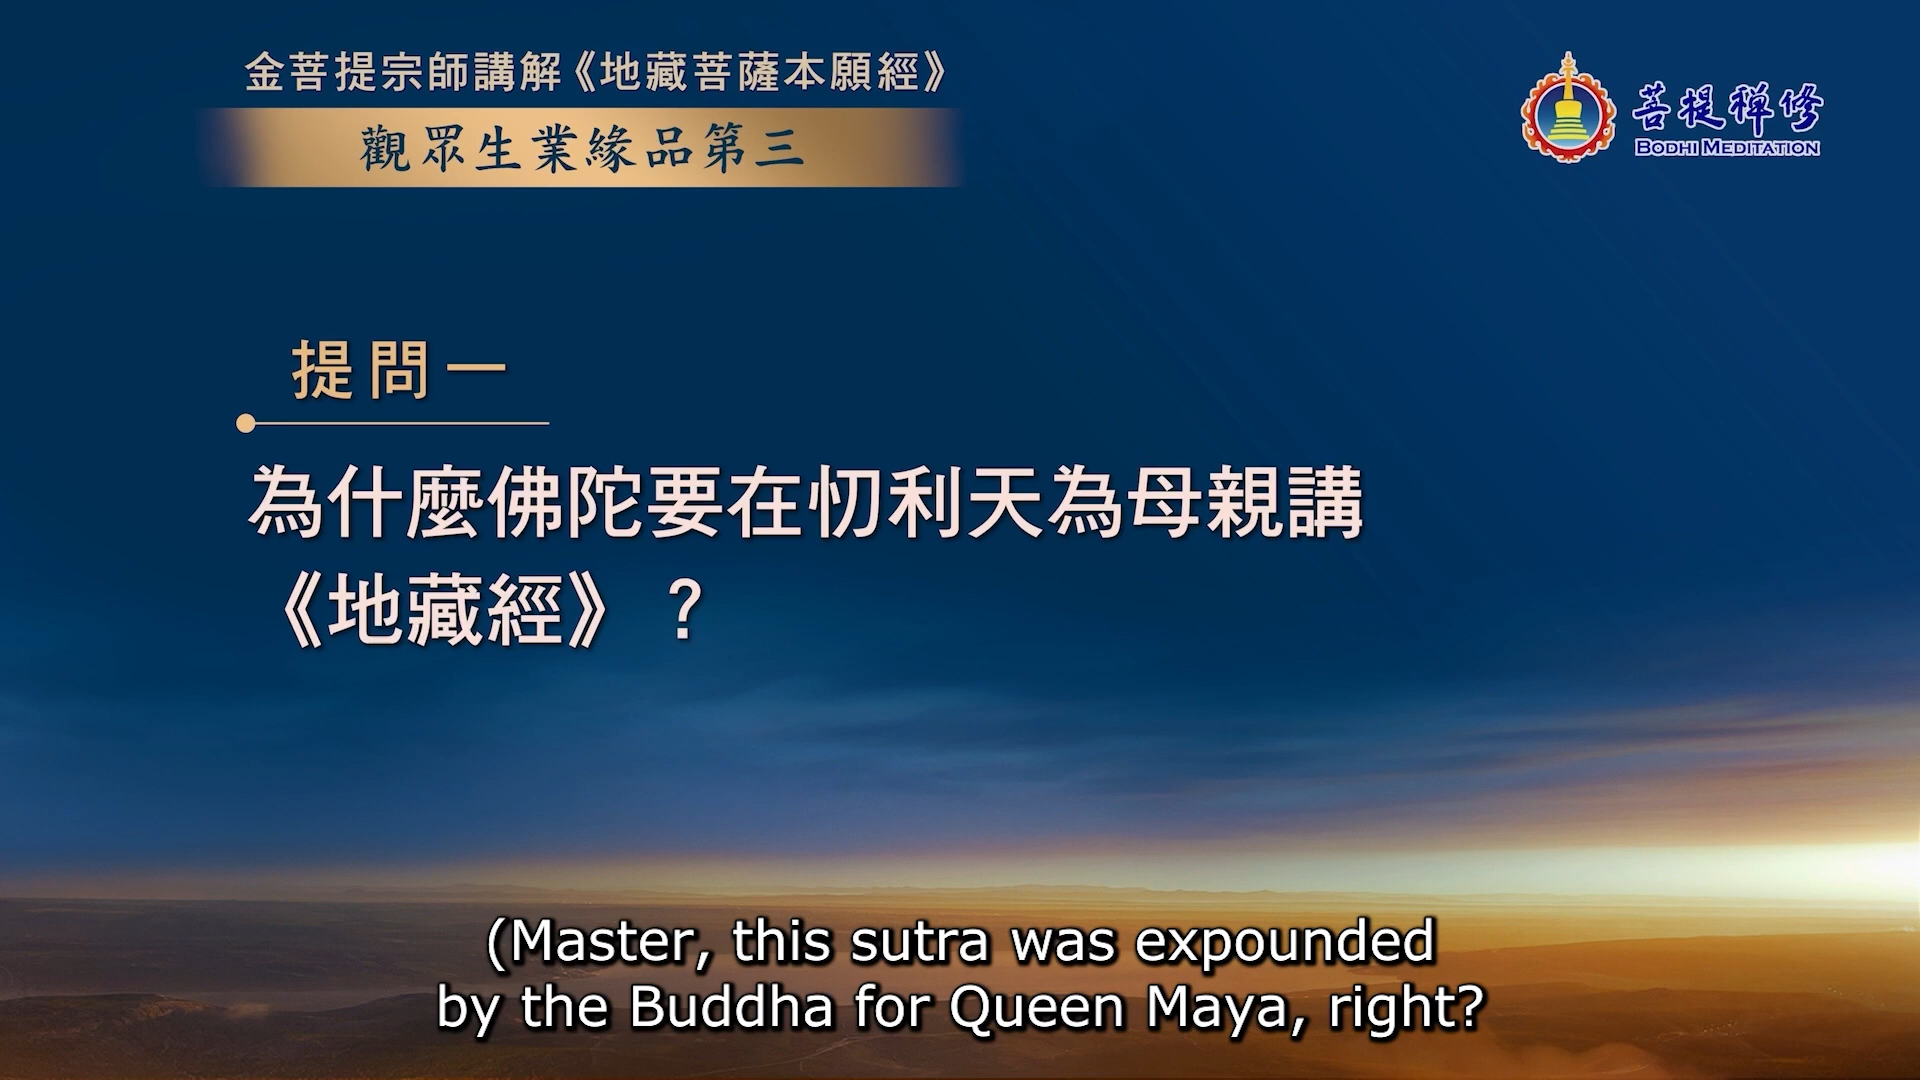 金菩提宗師講解《地藏菩薩本願經》
觀眾生業緣品第三
菩提禪修
BODHI MEDITATION
提問一
為什麼佛陀要在忉利天為母親講
《地藏經》？
(Master, this sutra was expounded
by the Buddha for Queen Maya, right?